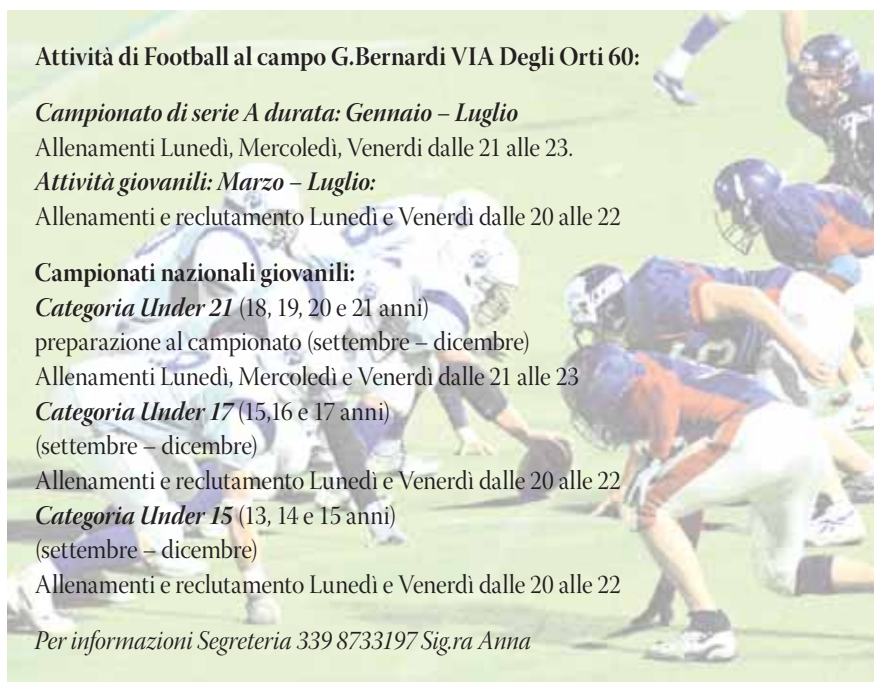 Attività di Football al campo G.Bernardi VIA Degli Orti 60:
Campionato di serie A durata: Gennaio – Luglio
Allenamenti Lunedì, Mercoledì, Venerdi dalle 21 alle 23.
Attività giovanili: Marzo – Luglio:
Allenamenti e reclutamento Lunedì e Venerdì dalle 20 alle 22
Campionati nazionali giovanili:
Categoria Under 21 (18, 19, 20 e 21 anni)
preparazione al campionato (settembre – dicembre)
Allenamenti Lunedì, Mercoledì e Venerdì dalle 21 alle 23
Categoria Under 17 (15,16 e 17 anni)
(settembre – dicembre)
Allenamenti e reclutamento Lunedì e Venerdì dalle 20 alle 22
Categoria Under 15 (13, 14 e 15 anni)
(settembre – dicembre)
Allenamenti e reclutamento Lunedì e Venerdì dalle 20 alle 22
Per informazioni Segreteria 339 8733197 Sig.ra Anna